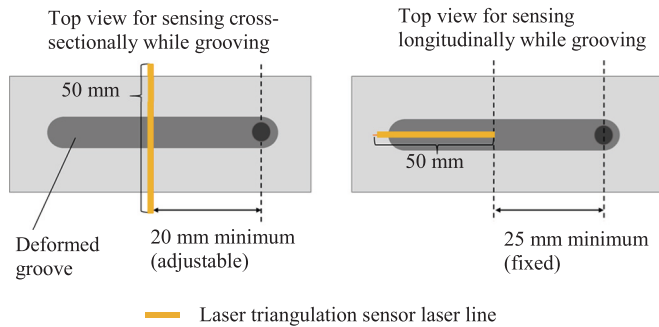 Top view for sensing cross-
sectionally while grooving
50 mm
Deformed
groove
20 mm minimum
(adjustable)
Top view for sensing
longitudinally while grooving
50 mm
25 mm minimum
(fixed)
Laser triangulation sensor laser line